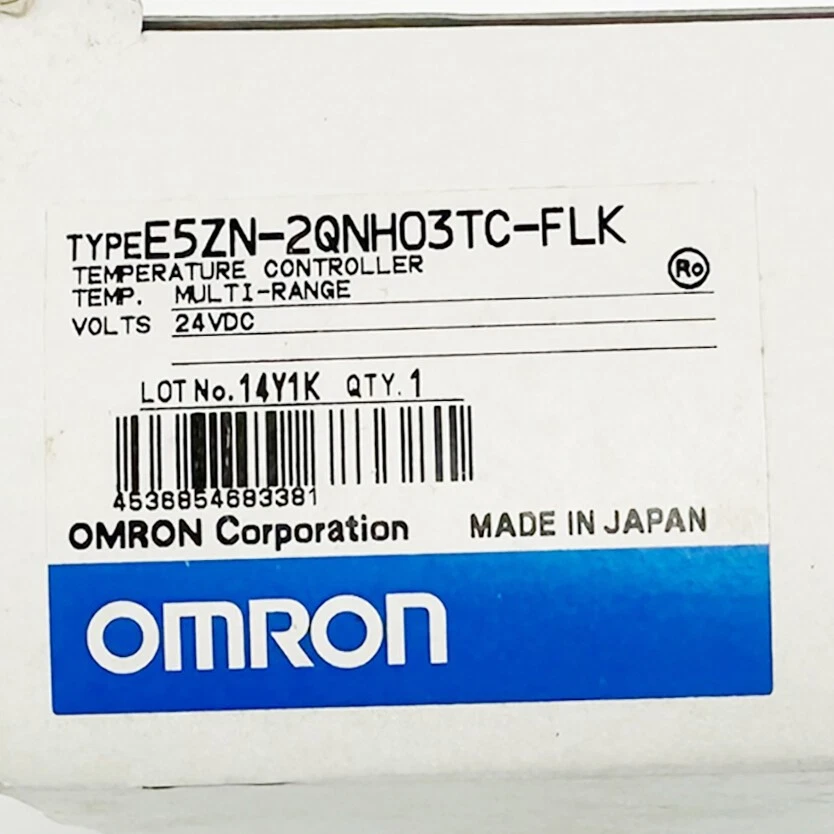 TYPE E5ZN-2QNH03TC-FLK
TEMPERATURE CONTROLLER
Ro
TEMP. MULTI-RANGE
VOLTS 24VDC
LOT No. 14Y1K QTY. 1
4536854683381
OMRON Corporation MADE IN JAPAN
OMRON